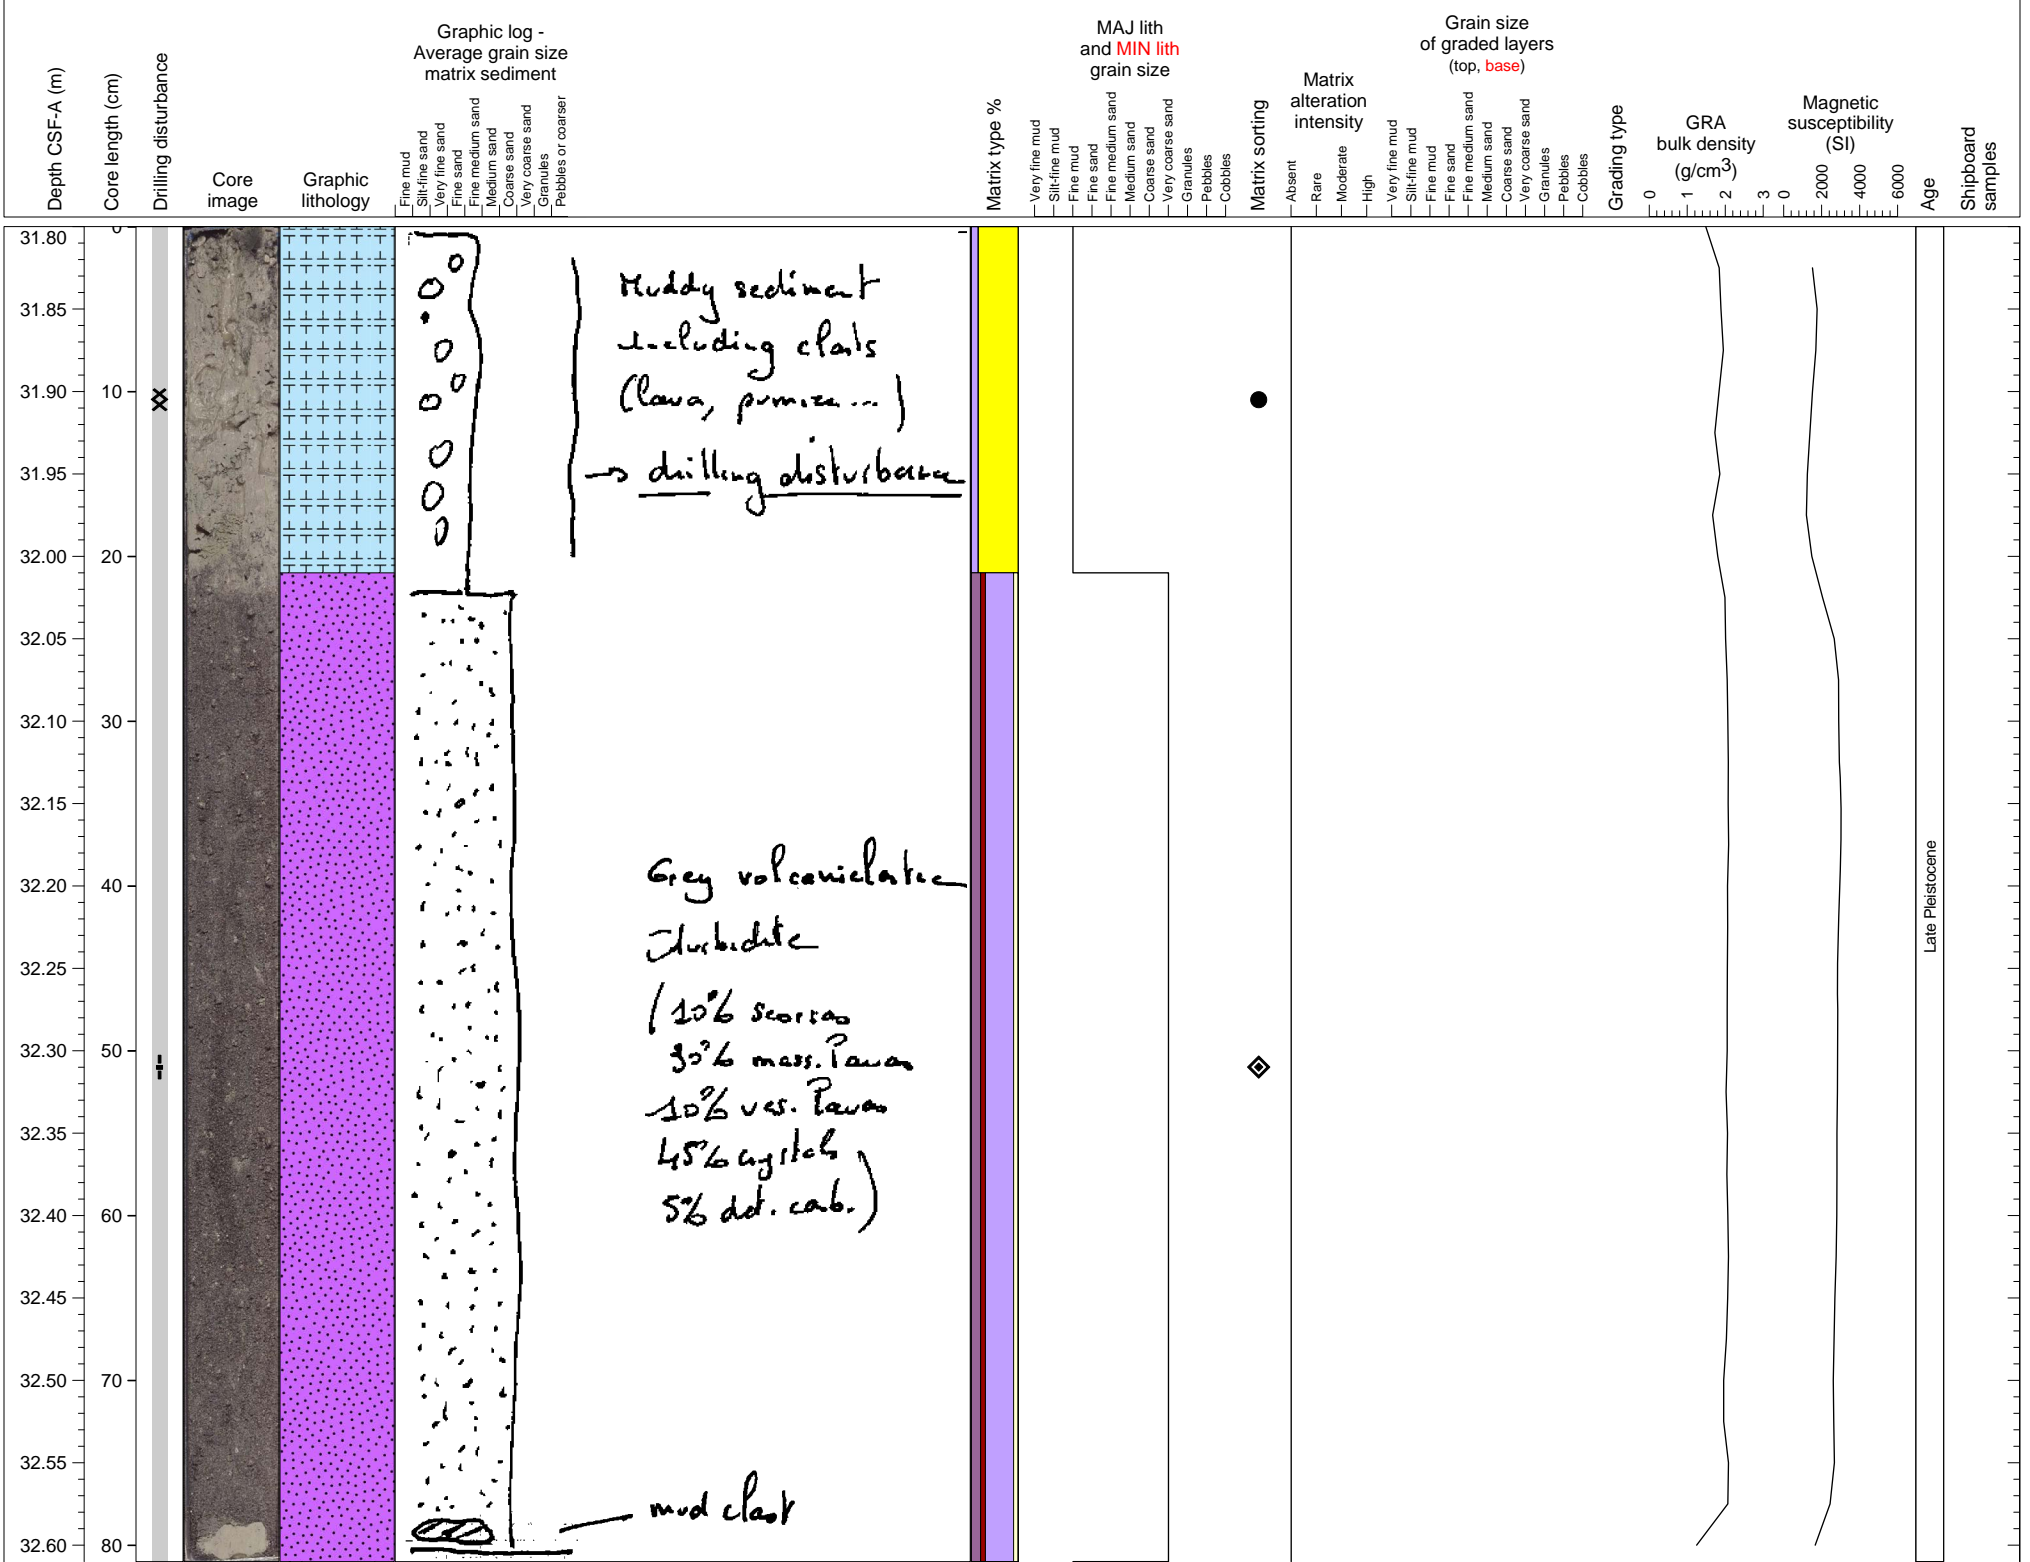 Depth CSF-A (m)
Core length (cm)
Drilling disturbance
Core
image
Graphic
lithology
Graphic log -
Average grain size
matrix sediment
Fine mud
Silt-fine sand
Very fine sand
Fine sand
Fine medium sand
Medium sand
Coarse sand
Very coarse sand
Granules
Pebbles or coarser
Matrix type %
MAJ lith
and MIN lith
grain size
Very fine mud
Silt-fine mud
Fine mud
Fine sand
Fine medium sand
Medium sand
Coarse sand
Very coarse sand
Granules
Pebbles
Cobbles
Matrix sorting
Matrix
alteration
intensity
Absent
Rare
Moderate
High
Grain size
of graded layers
(top, base)
Very fine mud
Silt-fine mud
Fine mud
Fine sand
Fine medium sand
Medium sand
Coarse sand
Very coarse sand
Granules
Pebbles
Cobbles
Grading type
GRA
bulk density
(g/cm3)
0 1 2 3
Magnetic
susceptibility
(SI)
0 2000 4000 6000
Age
Shipboard
samples
31.80 0
31.85
31.90 10
31.95
32.00 20
32.05
32.10 30
32.15
32.20 40
32.25
32.30 50
32.35
32.40 60
32.45
32.50 70
32.55
32.60 80
Muddy sediment
including clasts
(lava, pumice ... )
→ drilling disturbance
Grey volcaniclastic
turbidite
(10% scorias
30% mass. lavas
10% ves. lavas
45% crystals
5% det. carb.)
mud clast
Late Pleistocene